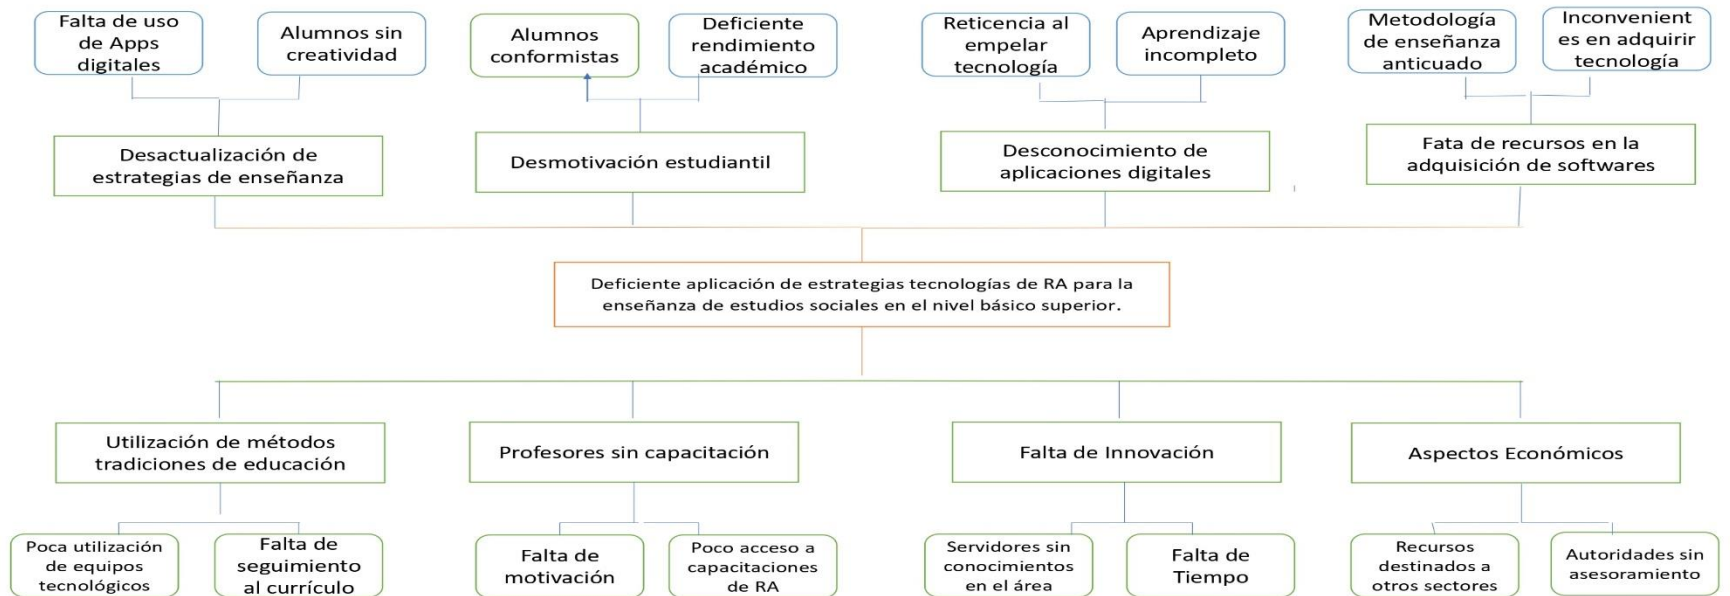 Falta de uso
de Apps
digitales
Alumnos sin
creatividad
Alumnos
conformistas
Deficiente
rendimiento
académico
Reticencia al
empelar
tecnología
Aprendizaje
incompleto
Metodología
de enseñanza
anticuado
Inconvenient
es en adquirir
tecnología
Desactualización de
estrategias de enseñanza
Desmotivación estudiantil
Desconocimiento de
aplicaciones digitales
Fata de recursos en la
adquisición de softwares
Deficiente aplicación de estrategias tecnologías de RA para la
enseñanza de estudios sociales en el nivel básico superior.
Utilización de métodos
tradiciones de educación
Profesores sin capacitación
Falta de Innovación
Aspectos Económicos
Poca utilización
de equipos
tecnológicos
Falta de
seguimiento
al currículo
Falta de
motivación
Poco acceso a
capacitaciones
de RA
Servidores sin
conocimientos
en el área
Falta de
Tiempo
Recursos
destinados a
otros sectores
Autoridades sin
asesoramiento